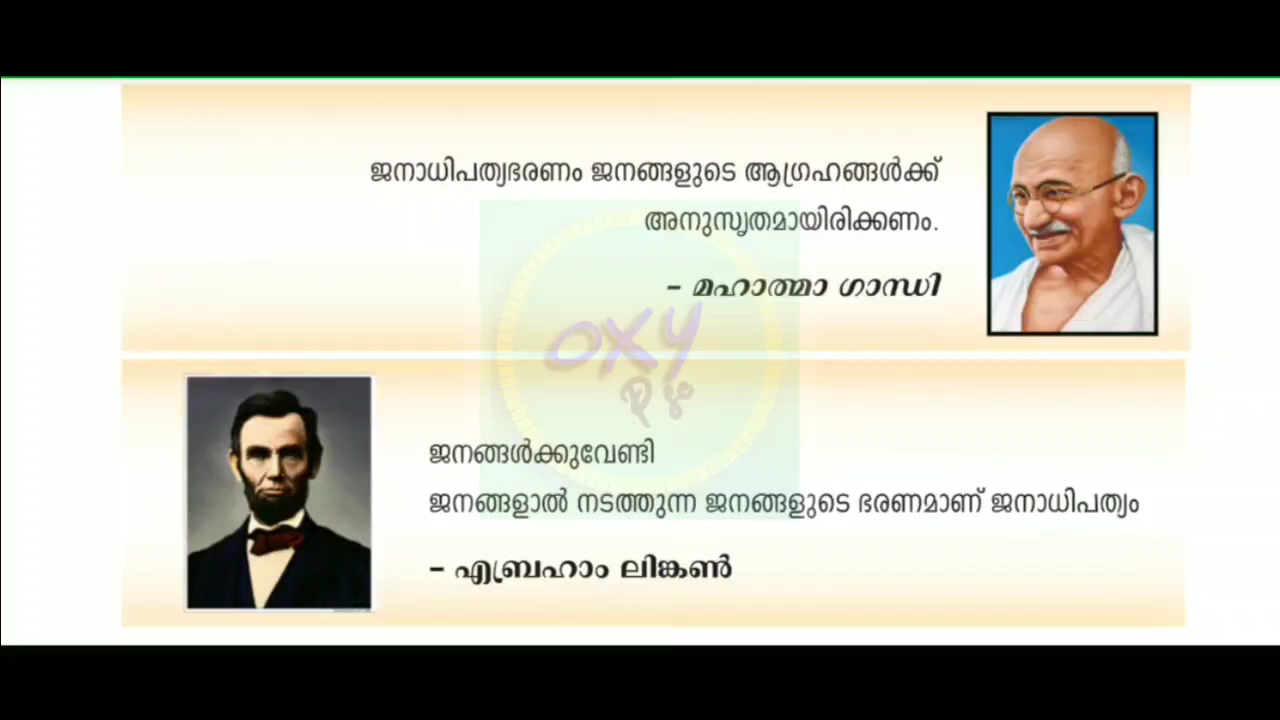 ജനാധിപത്യഭരണം ജനങ്ങളുടെ ആഗ്രഹങ്ങൾക്ക്
അനുസൃതമായിരിക്കണം.
– മഹാത്മാ ഗാന്ധി
oxy
ജനങ്ങൾക്കുവേണ്ടി
ജനങ്ങളാൽ നടത്തുന്ന ജനങ്ങളുടെ ഭരണമാണ് ജനാധിപത്യം
– എബ്രഹാം ലിങ്കൺ